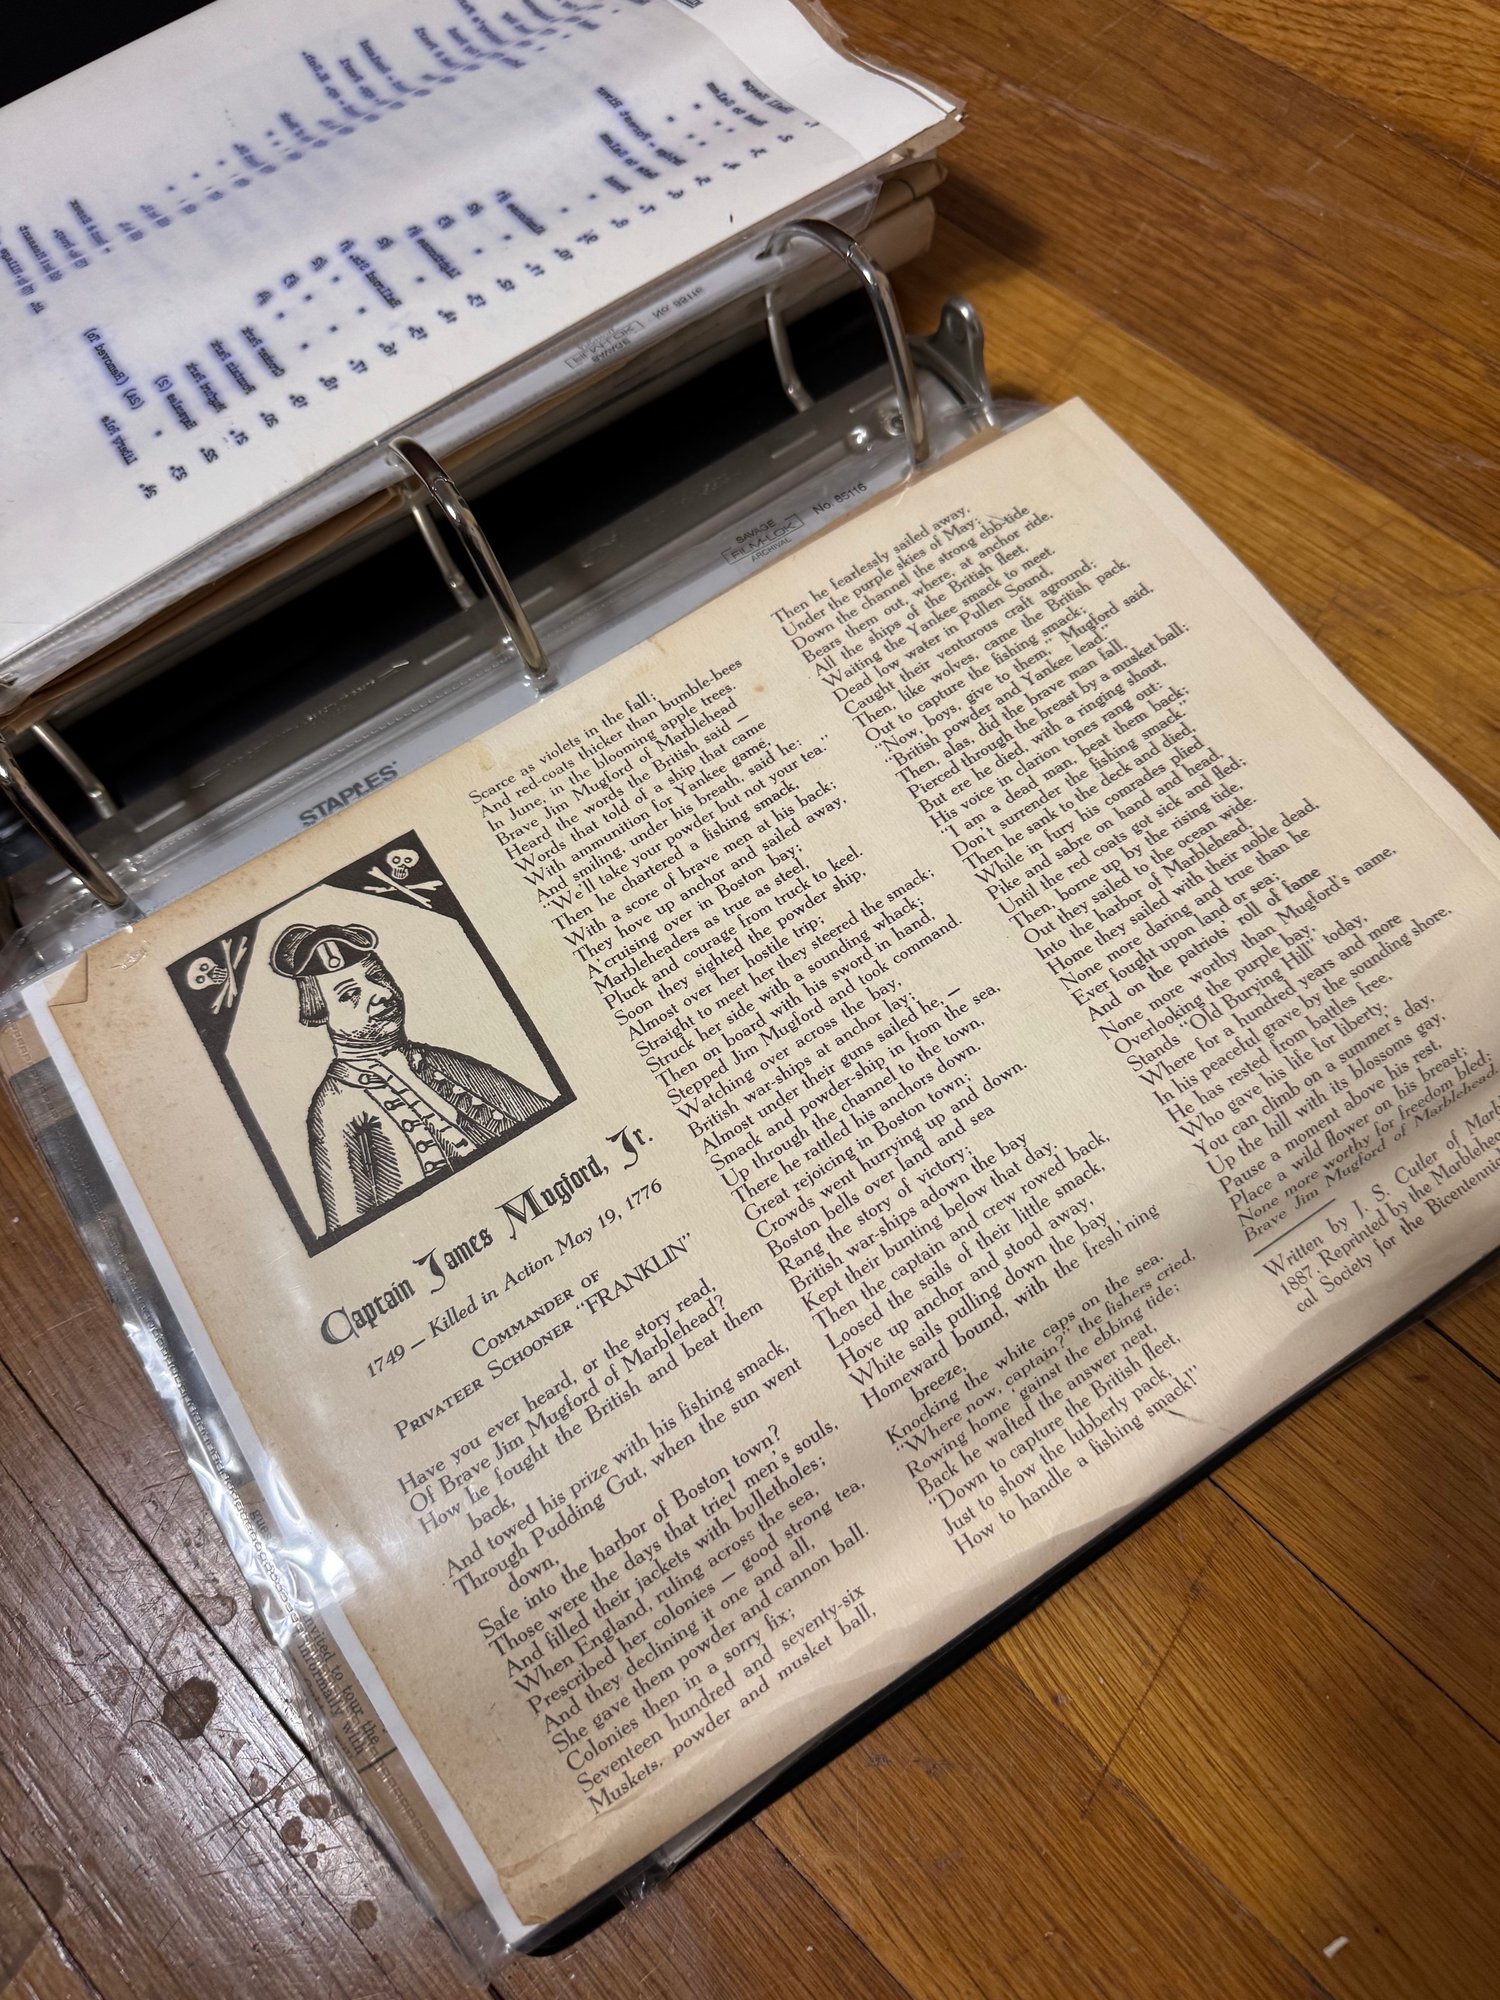 Captain James Mugford, Jr.
1749 — Killed in Action May 19, 1776
COMMANDER OF
PRIVATEER SCHOONER "FRANKLIN"
Have you ever heard, or the story read,
Of Brave Jim Mugford of Marblehead?
How he fought the British and beat them
back,
And towed his prize with his fishing smack,
Through Pudding Gut, when the sun went
down,
Safe into the harbor of Boston town?
Those were the days that tried men's souls,
And filled their jackets with bulletholes;
When England, ruling across the sea,
Prescribed her colonies — good strong tea,
And they declining it one and all,
She gave them powder and cannon ball.
Colonies then in a sorry fix;
Seventeen hundred and seventy-six
Muskets, powder and musket ball,
Scarce as violets in the fall;
And red-coats thicker than bumble-bees
In June, in the blooming apple trees.
Brave Jim Mugford of Marblehead
Heard the words the British said —
Words that told of a ship that came
With ammunition for Yankee game,
And smiling, under his breath, said he:
"We'll take your powder but not your tea."
Then he chartered a fishing smack,
With a score of brave men at his back;
They hove up anchor and sailed away,
A'cruising over in Boston bay;
Marbleheaders as true as steel,
Pluck and courage from truck to keel.
Soon they sighted the powder ship,
Almost over her hostile trip;
Straight to meet her they steered the smack;
Struck her side with a sounding whack;
Then on board with his sword in hand,
Stepped Jim Mugford and took command.
Watching over across the bay,
British war-ships at anchor lay;
Almost under their guns sailed he, —
Smack and powder-ship in from the sea,
Up through the channel to the town,
There he rattled his anchors down.
Great rejoicing in Boston town;
Crowds went hurrying up and down.
Boston bells over land and sea
Rang the story of victory;
British war-ships adown the bay
Kept their bunting below that day.
Then the captain and crew rowed back,
Loosed the sails of their little smack,
Hove up anchor and stood away,
White sails pulling down the bay
Homeward bound, with the fresh'ning
breeze,
Knocking the white caps on the sea.
"Where now, captain?" the fishers cried,
Rowing home 'gainst the ebbing tide;
Back he wafted the answer neat,
"Down to capture the British fleet,
Just to show the lubberly pack,
How to handle a fishing smack!"
Then he fearlessly sailed away,
Under the purple skies of May;
Down the channel the strong ebb-tide
Bears them out, where, at anchor ride,
All the ships of the British fleet,
Waiting the Yankee smack to meet.
Dead low water in Pullen Sound,
Caught their venturous craft aground;
Then, like wolves, came the British pack,
Out to capture the fishing smack;
"Now, boys, give to them," Mugford said,
"British powder and Yankee lead."
Then, alas, did the brave man fall,
Pierced through the breast by a musket ball;
But ere he died, with a ringing shout,
His voice in clarion tones rang out:
"I am a dead man, beat them back;
Don't surrender the fishing smack."
Then he sank to the deck and died,
While in fury his comrades plied
Pike and sabre on hand and head,
Until the red coats got sick and fled;
Then, borne up by the rising tide,
Out they sailed to the ocean wide.
Into the harbor of Marblehead,
Home they sailed with their noble dead,
None more daring and true than he
Ever fought upon land or sea;
And on the patriots' roll of fame
None more worthy than Mugford's name.
Overlooking the purple bay,
Stands "Old Burying Hill" today,
Where for a hundred years and more
In his peaceful grave by the sounding shore,
He has rested from battles free,
Who gave his life for liberty.
You can climb on a summer's day,
Up the hill with its blossoms gay,
Pause a moment above his rest,
Place a wild flower on his breast;
None more worthy for freedom bled;
Brave Jim Mugford of Marblehead.
Written by J. S. Cutler of
1887. Reprinted by the
cal Society for the
STAPLES
SAVAGE
FILM-LOK
ARCHIVAL
No. 85116
to tour the
informally with